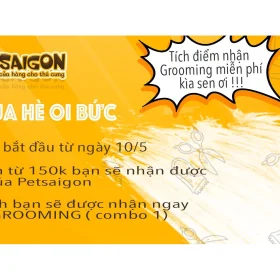 TSAIGON
cửa hàng cho thú cưng
Tích điểm nhận
Grooming miễn phí
kìa sen ơi !!!
ÙA HÈ OI BỨC
bắt đầu từ ngày 10/5
n từ 150k bạn sẽ nhận được
ủa Petsaigon
h bạn sẽ được nhận ngay
GROOMING ( combo 1)